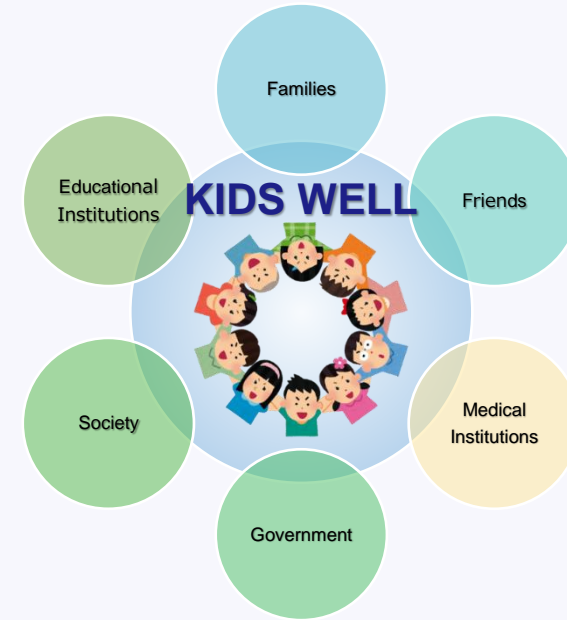 Families
Educational
Institutions
KIDS WELL
Friends
Society
Medical
Institutions
Government